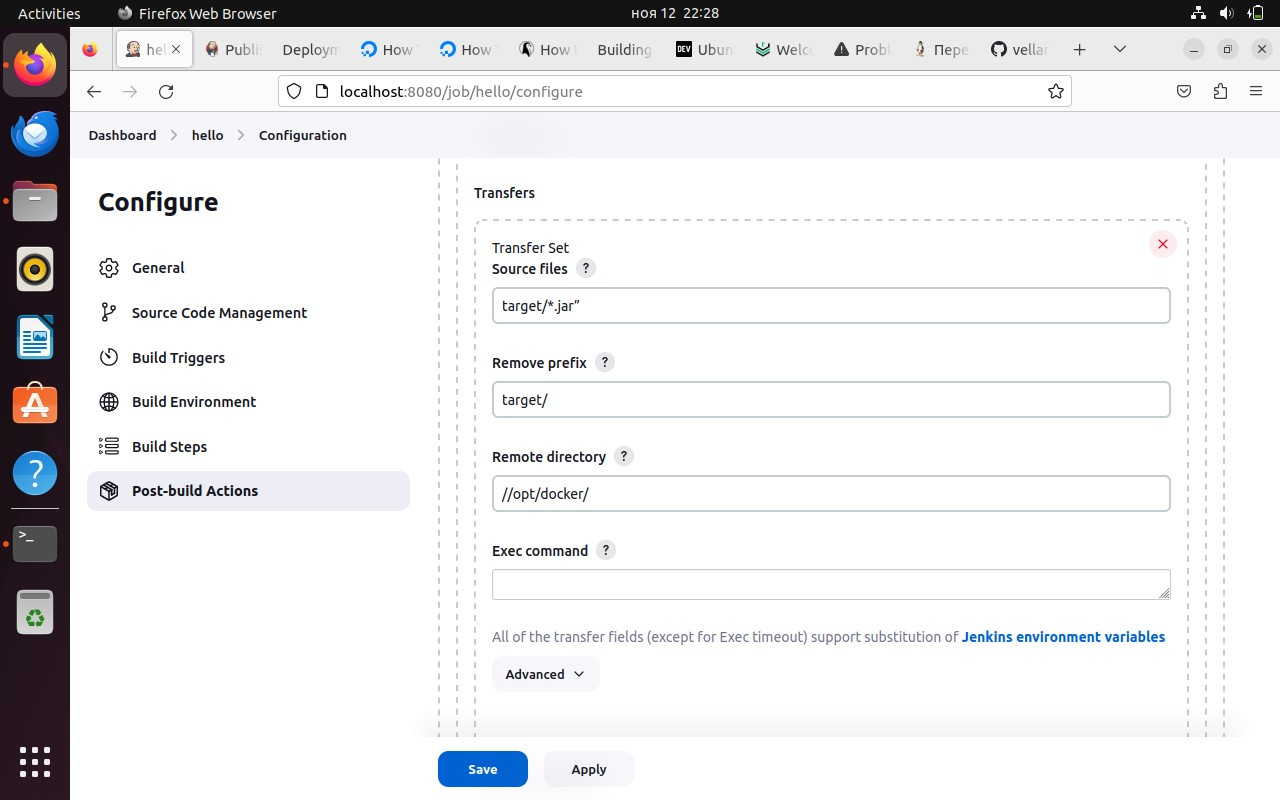 Activities
Firefox Web Browser
ноя 12 22:28
hel
Publis
Deploym
How
How
How
Building
DEV
Ubun
Welc
Probl
Пере
vellar
localhost:8080/job/hello/configure
Dashboard
hello
Configuration
Configure
General
Source Code Management
Build Triggers
Build Environment
Build Steps
Post-build Actions
Transfers
Transfer Set
Source files ?
target/*.jar”
Remove prefix ?
target/
Remote directory ?
//opt/docker/
Exec command ?
All of the transfer fields (except for Exec timeout) support substitution of Jenkins environment variables
Advanced
Save
Apply